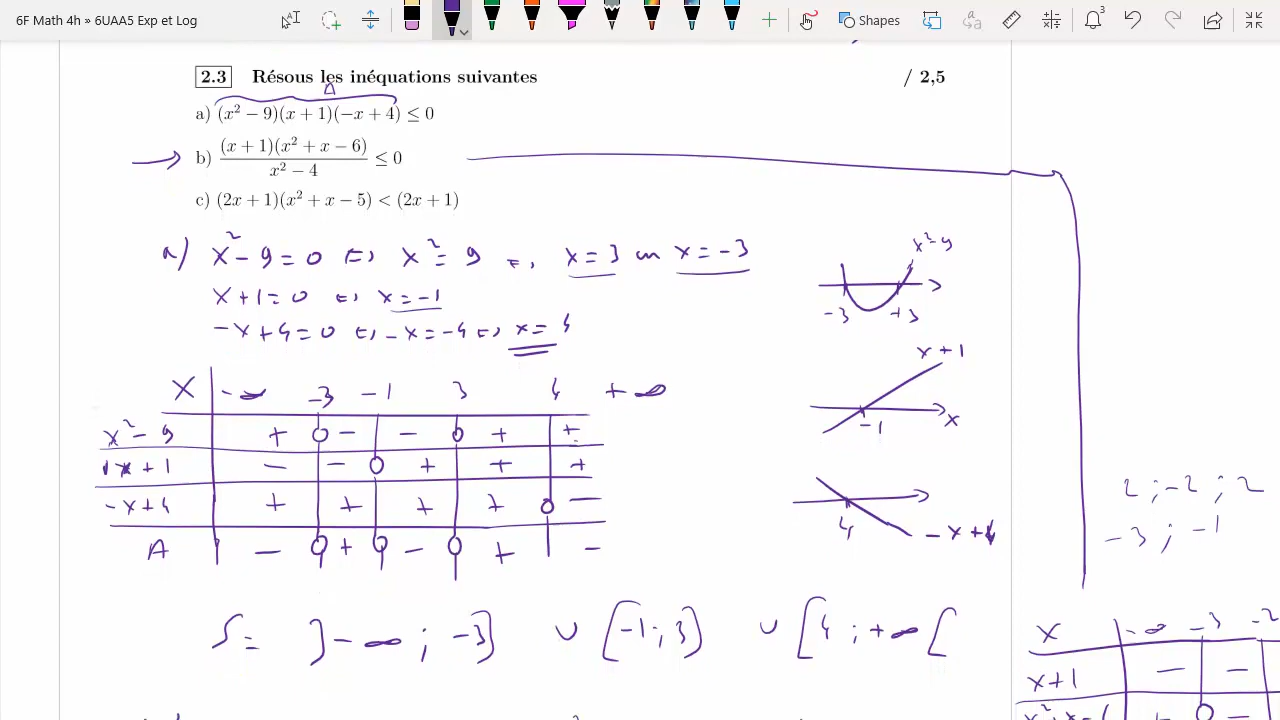 6F Math 4h » 6UAA5 Exp et Log
Shapes
3
2.3 Résous les inéquations suivantes / 2,5
A
a) (x² − 9)(x + 1)(−x + 4) ≤ 0
b) (x + 1)(x² + x − 6) / x² − 4 ≤ 0
c) (2x + 1)(x² + x − 5) < (2x + 1)
a) x² − 9 = 0 ⇔ x² = 9 ⇔ x = 3 ou x = −3
x + 1 = 0 ⇔ x = −1
−x + 4 = 0 ⇔ −x = −4 ⇔ x = 4
x²−9
−3 +3
x + 1
−1 x
4 −x + 4
X −∞ −3 −1 3 4 +∞
x² − 9 + 0 − − 0 + +
x + 1 − − 0 + + +
−x+4 + + + + 0 −
A − 0 + 0 − 0 + −
S = ]−∞ ; −3] ∪ [−1 ; 3] ∪ [4 ; +∞[
2 ; −2 ; 2
−3 ; −1
X −∞ −3 −2
x+1 − −